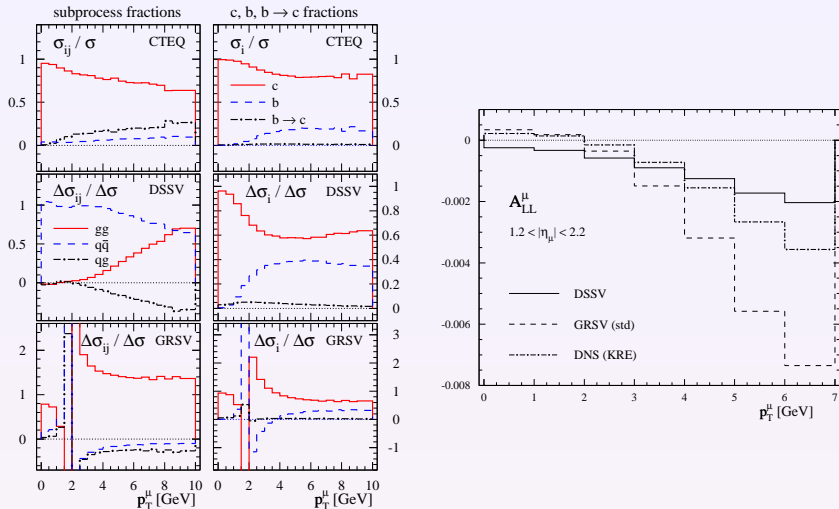 subprocess fractions
c, b, b → c fractions
σij / σ CTEQ
σi / σ CTEQ
c
b
b → c
1
0.5
0
1
0.5
0
Δσij / Δσ DSSV
gg
qq̄
qg
Δσi / Δσ DSSV
1
0.5
0
1.0
0.8
0.6
0.4
0.2
0
Δσij / Δσ GRSV
Δσi / Δσ GRSV
2
1
0
3
2
1
0
-1
0 2 4 6 8 10
0 2 4 6 8 10
pTμ [GeV]
pTμ [GeV]
0
-0.002
-0.004
-0.006
-0.008
AμLL
1.2 < |ημ| < 2.2
DSSV
GRSV (std)
DNS (KRE)
0 1 2 3 4 5 6 7
pTμ [GeV]